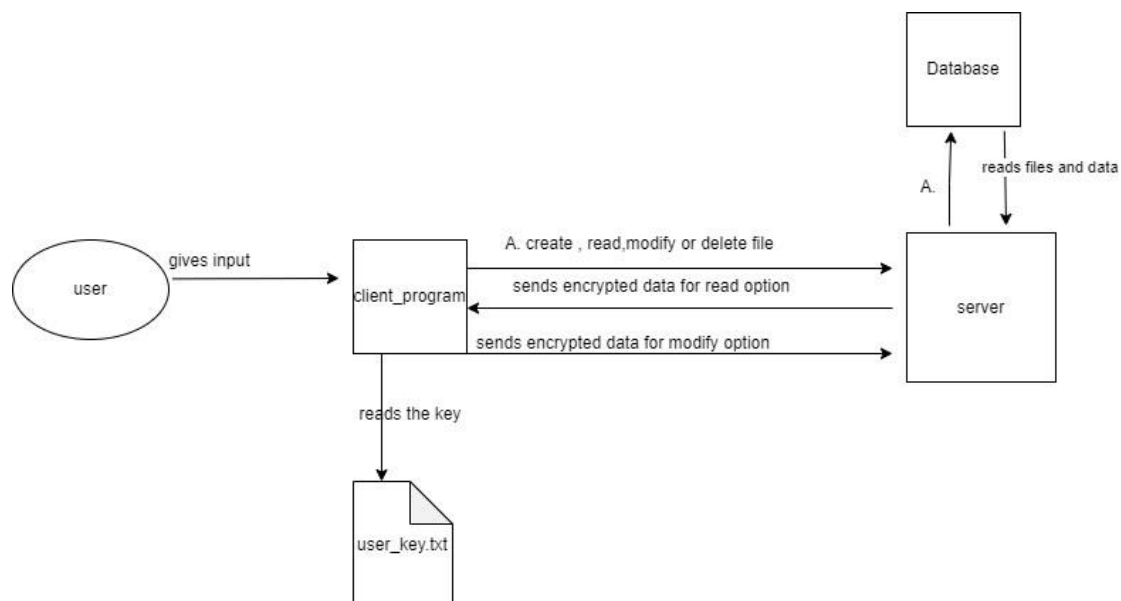 Database
reads files and data
A.
A. create , read,modify or delete file
gives input
sends encrypted data for read option
user
client_program
server
sends encrypted data for modify option
reads the key
user_key.txt